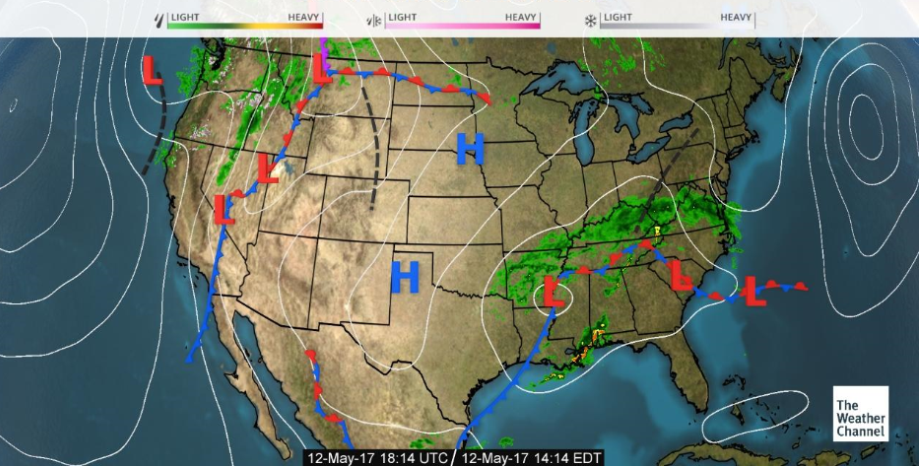 LIGHT HEAVY LIGHT HEAVY LIGHT HEAVY
L
L
H
L
L
H
L
L
L
The
Weather
Channel
12-May-17 18:14 UTC / 12-May-17 14:14 EDT